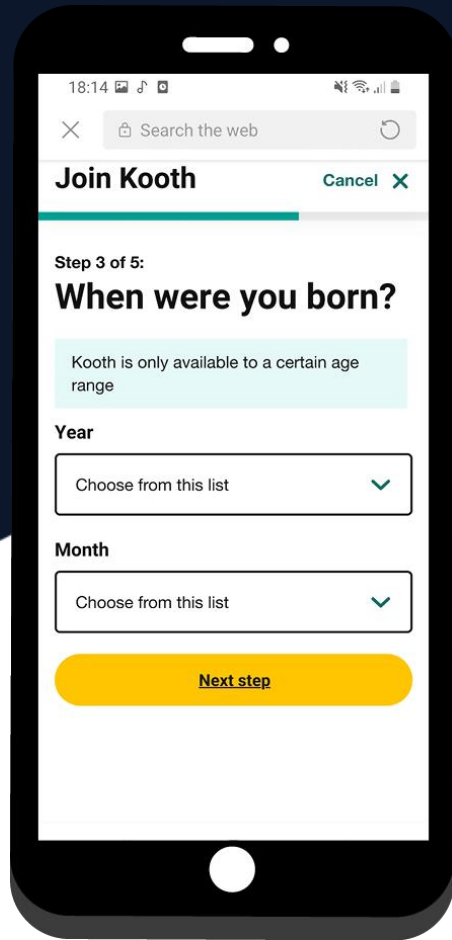 18:14
Search the web
Join Kooth
Cancel
Step 3 of 5:
When were you born?
Kooth is only available to a certain age
range
Year
Choose from this list
Month
Choose from this list
Next step